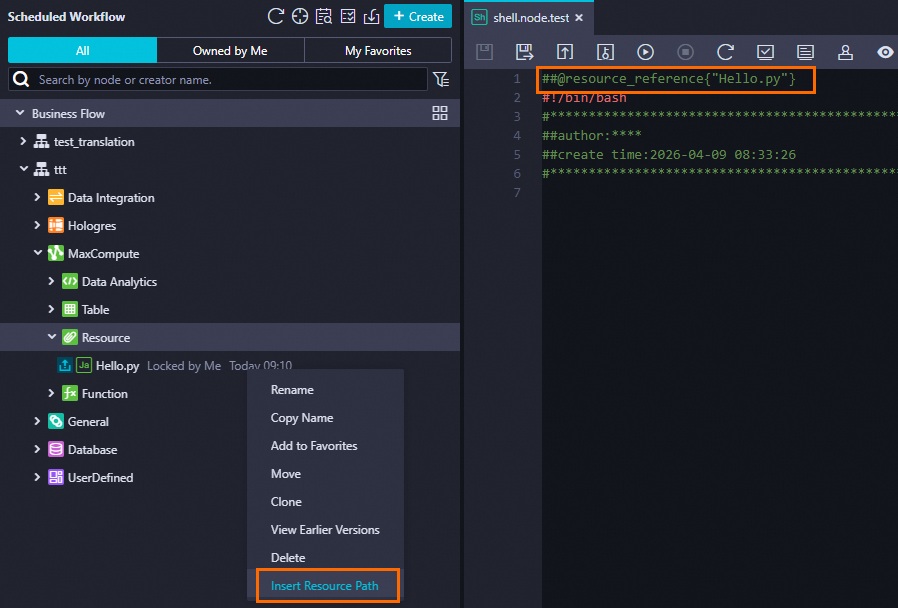 Scheduled Workflow
+ Create
All
Owned by Me
My Favorites
Search by node or creator name.
Business Flow
test_translation
ttt
Data Integration
Hologres
MaxCompute
Data Analytics
Table
Resource
Ja Hello.py Locked by Me Today 09:10
fx Function
General
Database
UserDefined
Rename
Copy Name
Add to Favorites
Move
Clone
View Earlier Versions
Delete
Insert Resource Path
Sh shell.node.test ×
1 ##@resource_reference{"Hello.py"}
2 #!/bin/bash
3 #**********************************************
4 ##author:****
5 ##create time:2026-04-09 08:33:26
6 #**********************************************
7